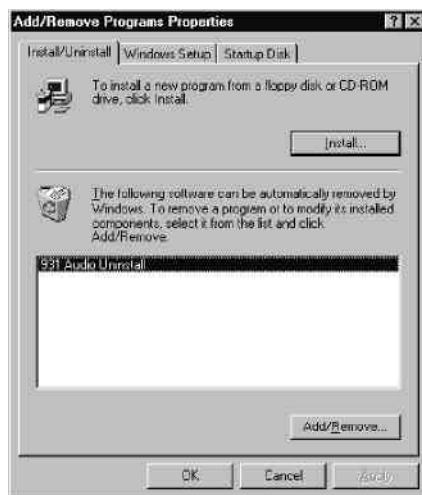 Add/Remove Programs Properties
Install/Uninstall Windows Setup Startup Disk
To install a new program from a floppy disk or CD-ROM
drive, click Install.
Install...
The following software can be automatically removed by
Windows. To remove a program or to modify its installed
components, select it from the list and click
Add/Remove.
931 Audio Uninstall
Add/Remove...
OK Cancel Apply